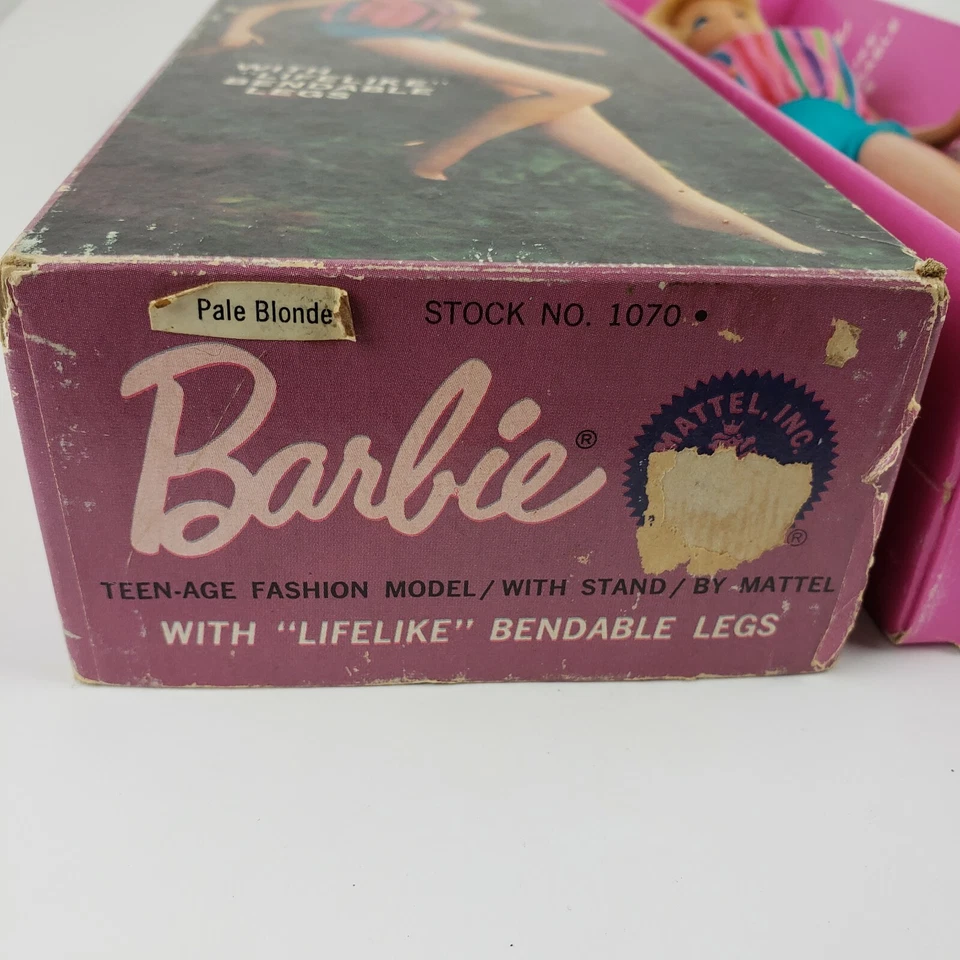 WITH
"LIFELIKE"
BENDABLE
LEGS
Pale Blonde
STOCK NO. 1070 •
Barbie®
MATTEL, INC.
®
TEEN-AGE FASHION MODEL/WITH STAND/BY MATTEL
WITH "LIFELIKE" BENDABLE LEGS